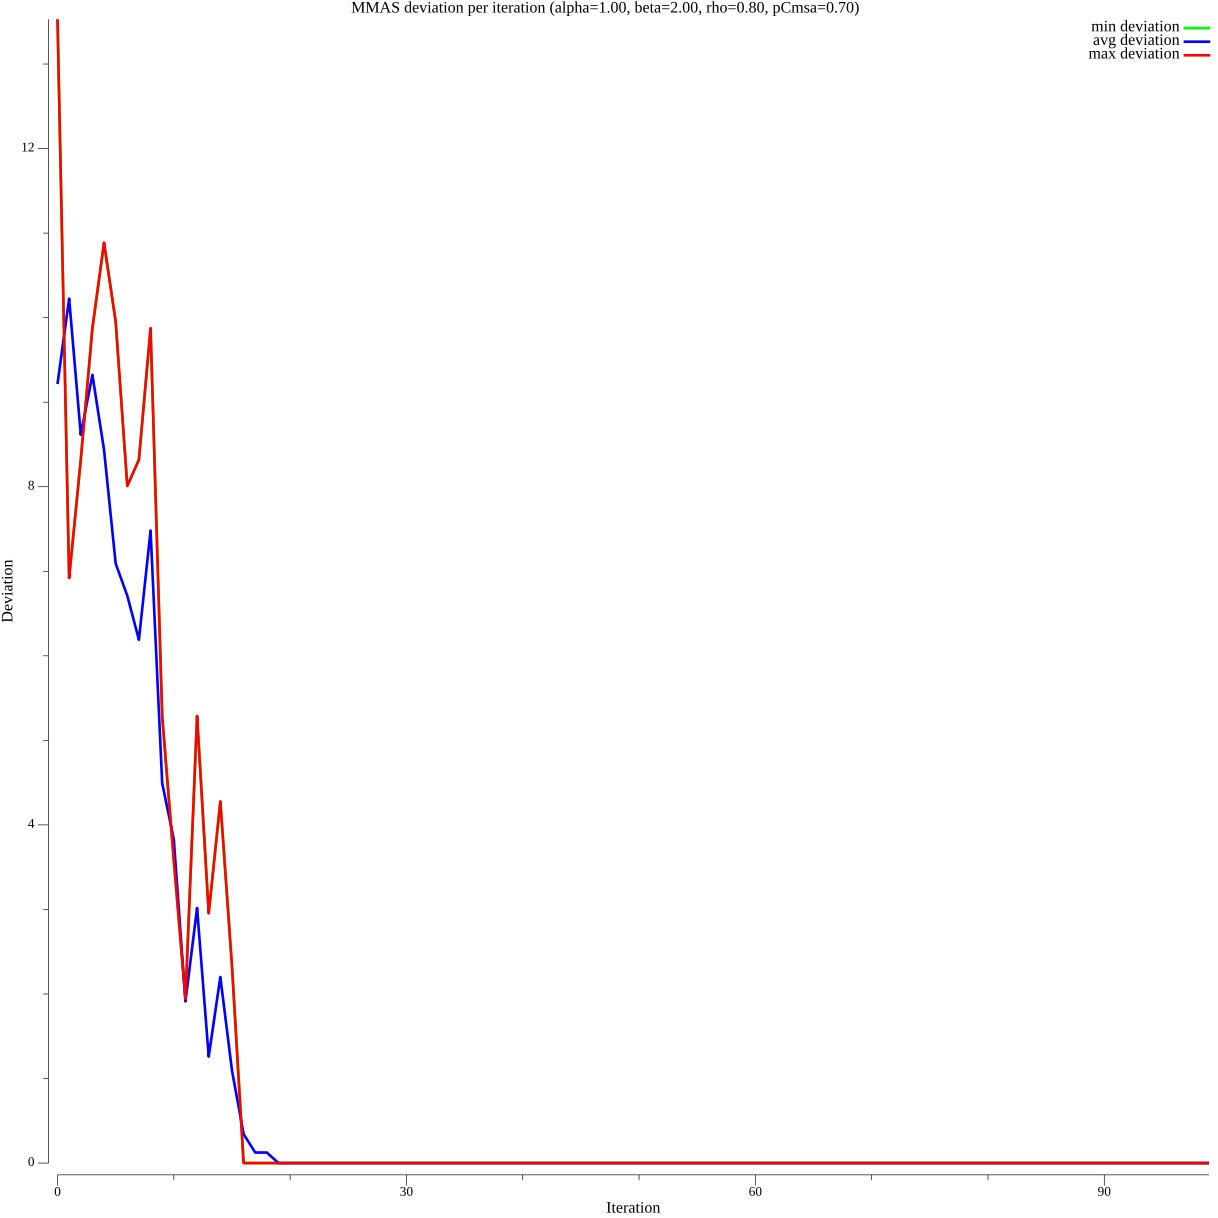 MMAS deviation per iteration (alpha=1.00, beta=2.00, rho=0.80, pCmsa=0.70)
min deviation
avg deviation
max deviation
12
8
4
0
Deviation
0 30 60 90
Iteration